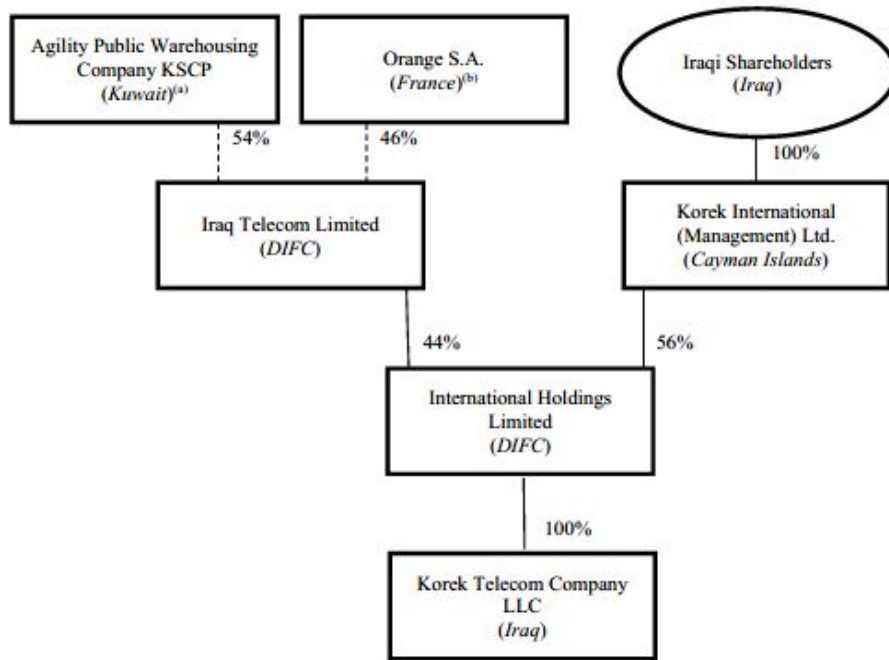 Agility Public Warehousing
Company KSCP
(Kuwait)(a)
Orange S.A.
(France)(b)
Iraqi Shareholders
(Iraq)
54%
46%
100%
Iraq Telecom Limited
(DIFC)
Korek International
(Management) Ltd.
(Cayman Islands)
44%
56%
International Holdings
Limited
(DIFC)
100%
Korek Telecom Company
LLC
(Iraq)